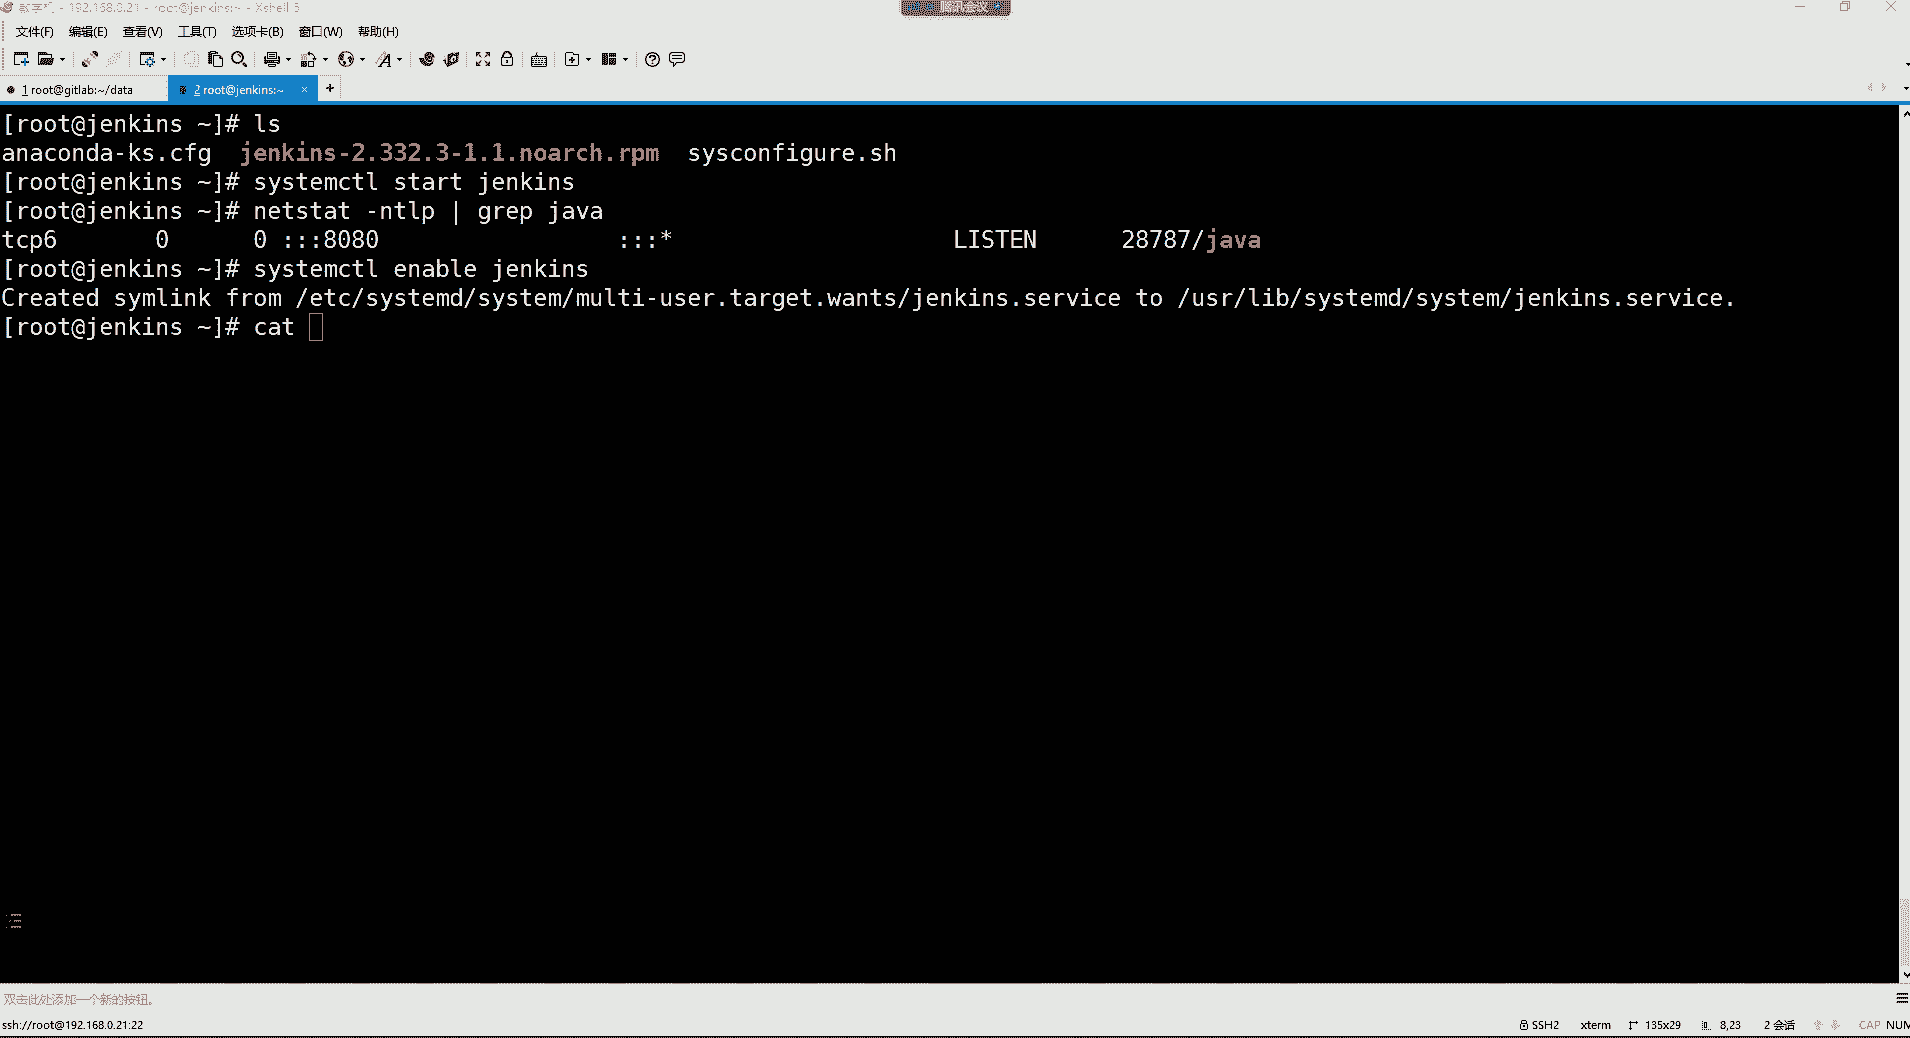 - 192.168.0.21 - root@jenkins:~ - Xshell
腾讯会议
文件(F) 编辑(E) 查看(V) 工具(T) 选项卡(B) 窗口(W) 帮助(H)
1 root@gitlab:~/data 2 root@jenkins:~ × +
[root@jenkins ~]# ls
anaconda-ks.cfg jenkins-2.332.3-1.1.noarch.rpm sysconfigure.sh
[root@jenkins ~]# systemctl start jenkins
[root@jenkins ~]# netstat -ntlp | grep java
tcp6 0 0 :::8080 :::* LISTEN 28787/java
[root@jenkins ~]# systemctl enable jenkins
Created symlink from /etc/systemd/system/multi-user.target.wants/jenkins.service to /usr/lib/systemd/system/jenkins.service.
[root@jenkins ~]# cat
双击此处添加一个新的按钮。
ssh://root@192.168.0.21:22 SSH2 xterm 135x29 8,23 2 会话 CAP NUM